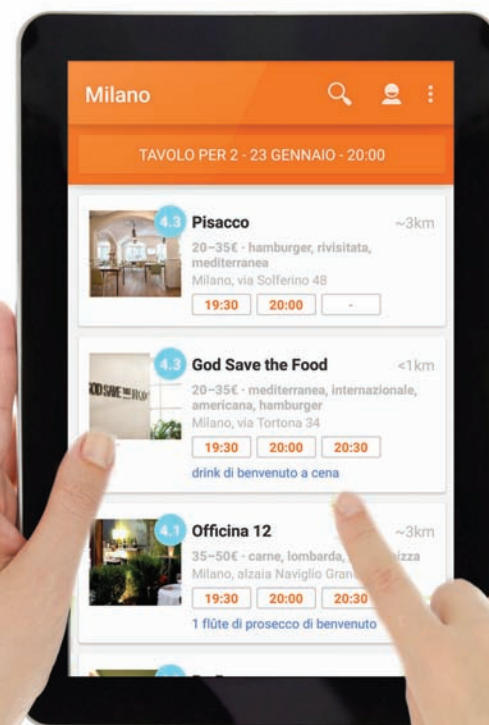 Milano
TAVOLO PER 2 - 23 GENNAIO - 20:00
4.3
Pisacco
~3km
20–35€ · hamburger, rivisitata,
mediterranea
Milano, via Solferino 48
19:30 20:00 -
4.3
God Save the Food
<1km
GOD SAVE THE FOOD
20–35€ · mediterranea, internazionale,
americana, hamburger
Milano, via Tortona 34
19:30 20:00 20:30
drink di benvenuto a cena
4.1
Officina 12
~3km
35–50€ · carne, lombarda,
Milano, alzaia Naviglio
19:30 20:00 20:30
1 flûte di prosecco di benvenuto